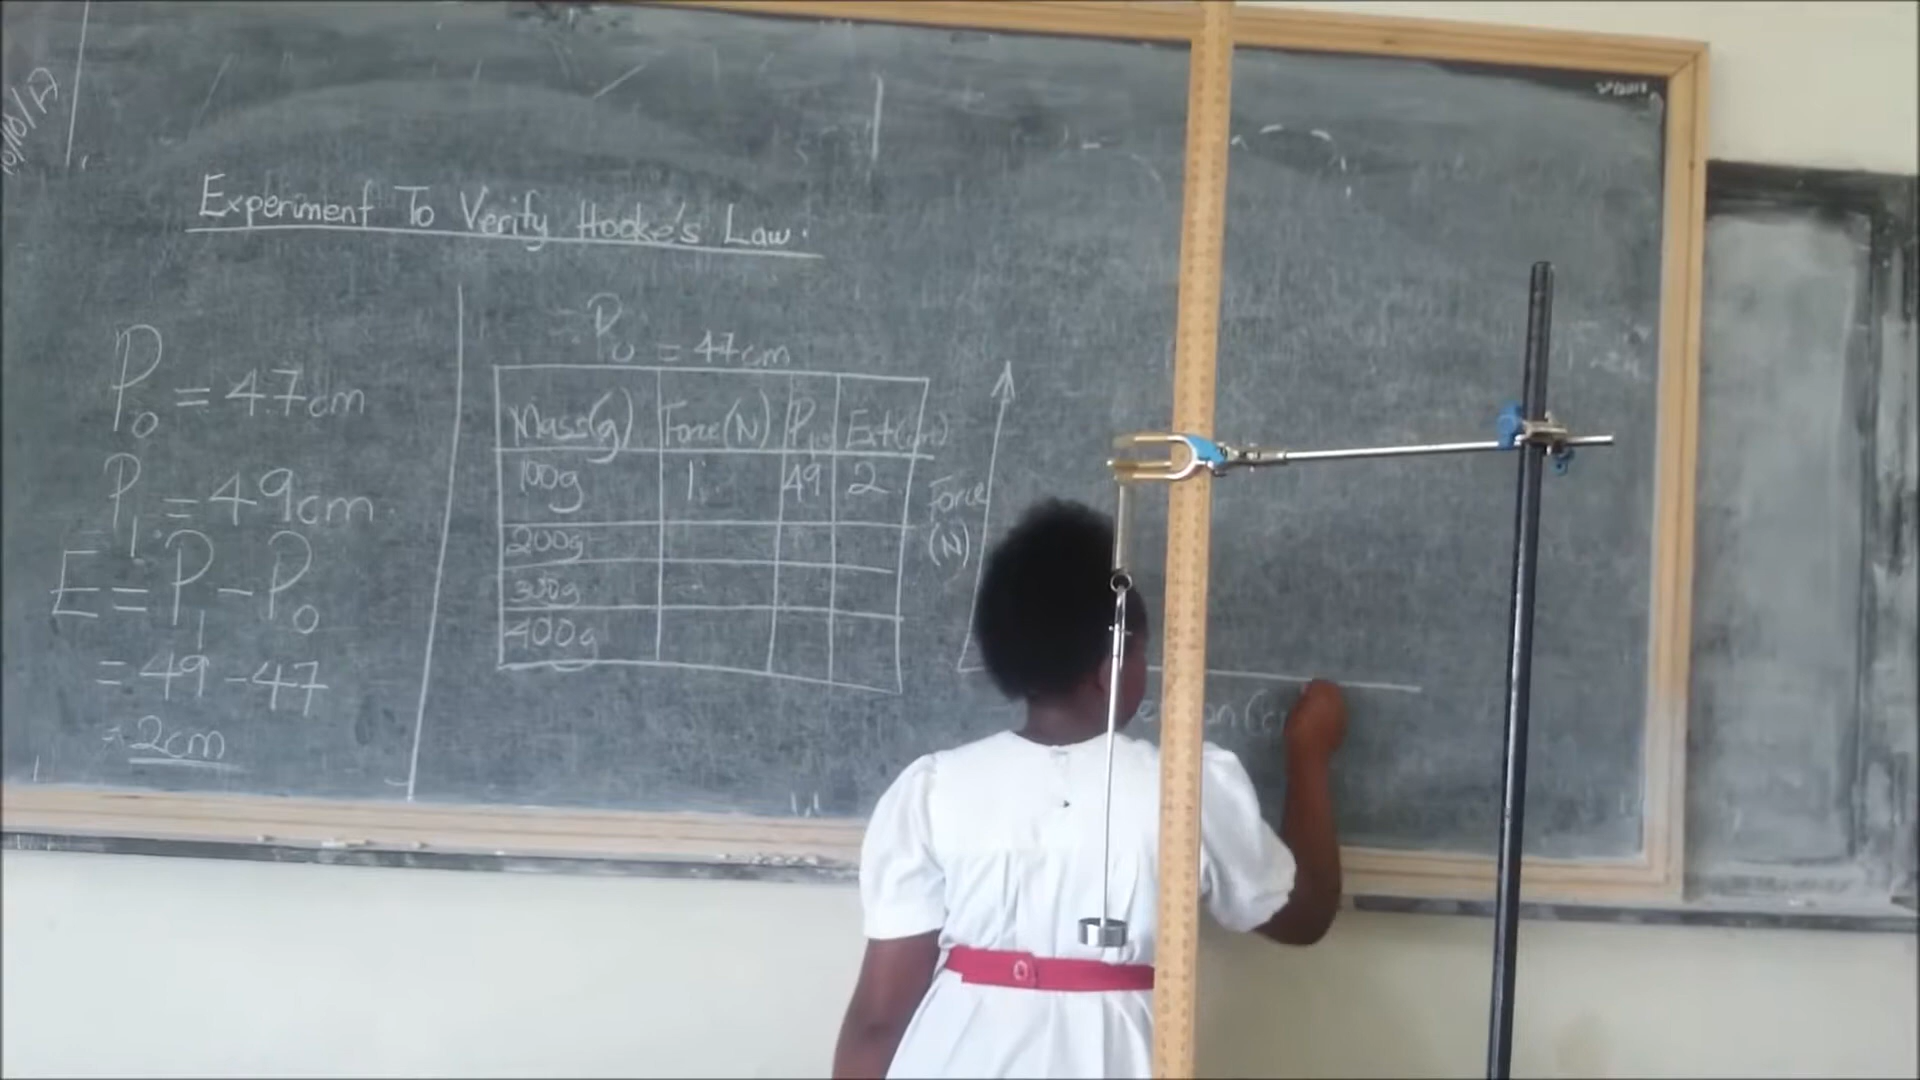 Experiment To Verify Hooke's Law.
P₀ = 47cm
P₁ = 49cm
E = P₁ - P₀
= 49 - 47
= 2cm
P₀ = 47cm
Mass(g) Force(N) Ext(cm)
100g 1 49 2
200g
300g
400g
Force
(N)